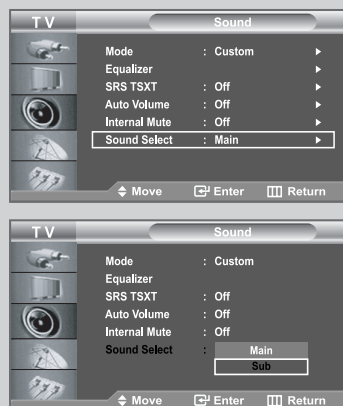 TV Sound
Mode : Custom
Equalizer
SRS TSXT : Off
Auto Volume : Off
Internal Mute : Off
Sound Select : Main
Move Enter Return
TV Sound
Mode : Custom
Equalizer
SRS TSXT : Off
Auto Volume : Off
Internal Mute : Off
Sound Select : Main
Sub
Move Enter Return